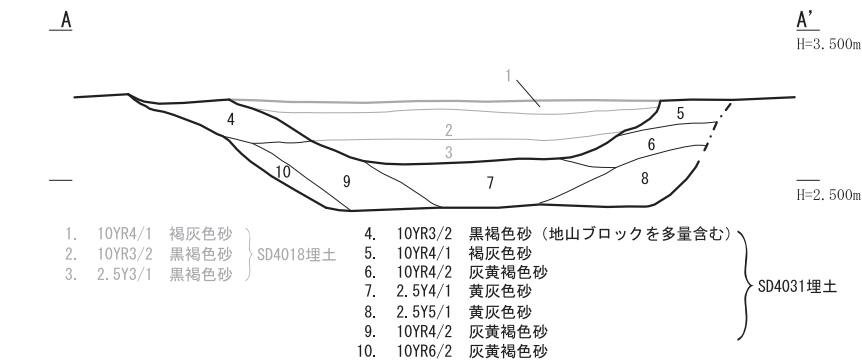 A A’
H=3.500m
1
4 5
2
6
3
10 9 7 8
H=2.500m
1. 10YR4/1 褐灰色砂
2. 10YR3/2 黒褐色砂
3. 2.5Y3/1 黒褐色砂
SD4018埋土
4. 10YR3/2 黒褐色砂（地山ブロックを多量含む）
5. 10YR4/1 褐灰色砂
6. 10YR4/2 灰黄褐色砂
7. 2.5Y4/1 黄灰色砂
8. 2.5Y5/1 黄灰色砂
9. 10YR4/2 灰黄褐色砂
10. 10YR6/2 灰黄褐色砂
SD4031埋土